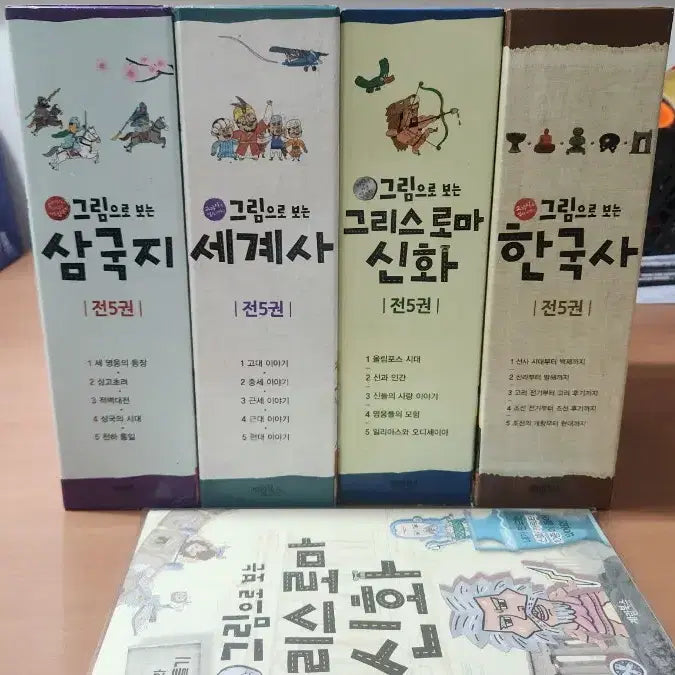 그림으로 보는
삼국지
전5권
1 세 영웅의 등장
2 삼고초려
3 적벽대전
4 삼국의 시대
5 천하 통일
그림으로 보는
세계사
전5권
1 고대 이야기
2 중세 이야기
3 근세 이야기
4 근대 이야기
5 현대 이야기
그림으로 보는
그리스 로마
신화
전5권
1 올림포스 시대
2 신과 인간
3 신들의 사랑 이야기
4 영웅들의 모험
5 일리아스와 오디세이아
그림으로 보는
한국사
전5권
1 선사 시대부터 백제까지
2 신라부터 발해까지
3 고려 전기부터 고려 후기까지
4 조선 전기부터 조선 후기까지
5 조선의 개항부터 현대까지
그림으로 보는
계림북스